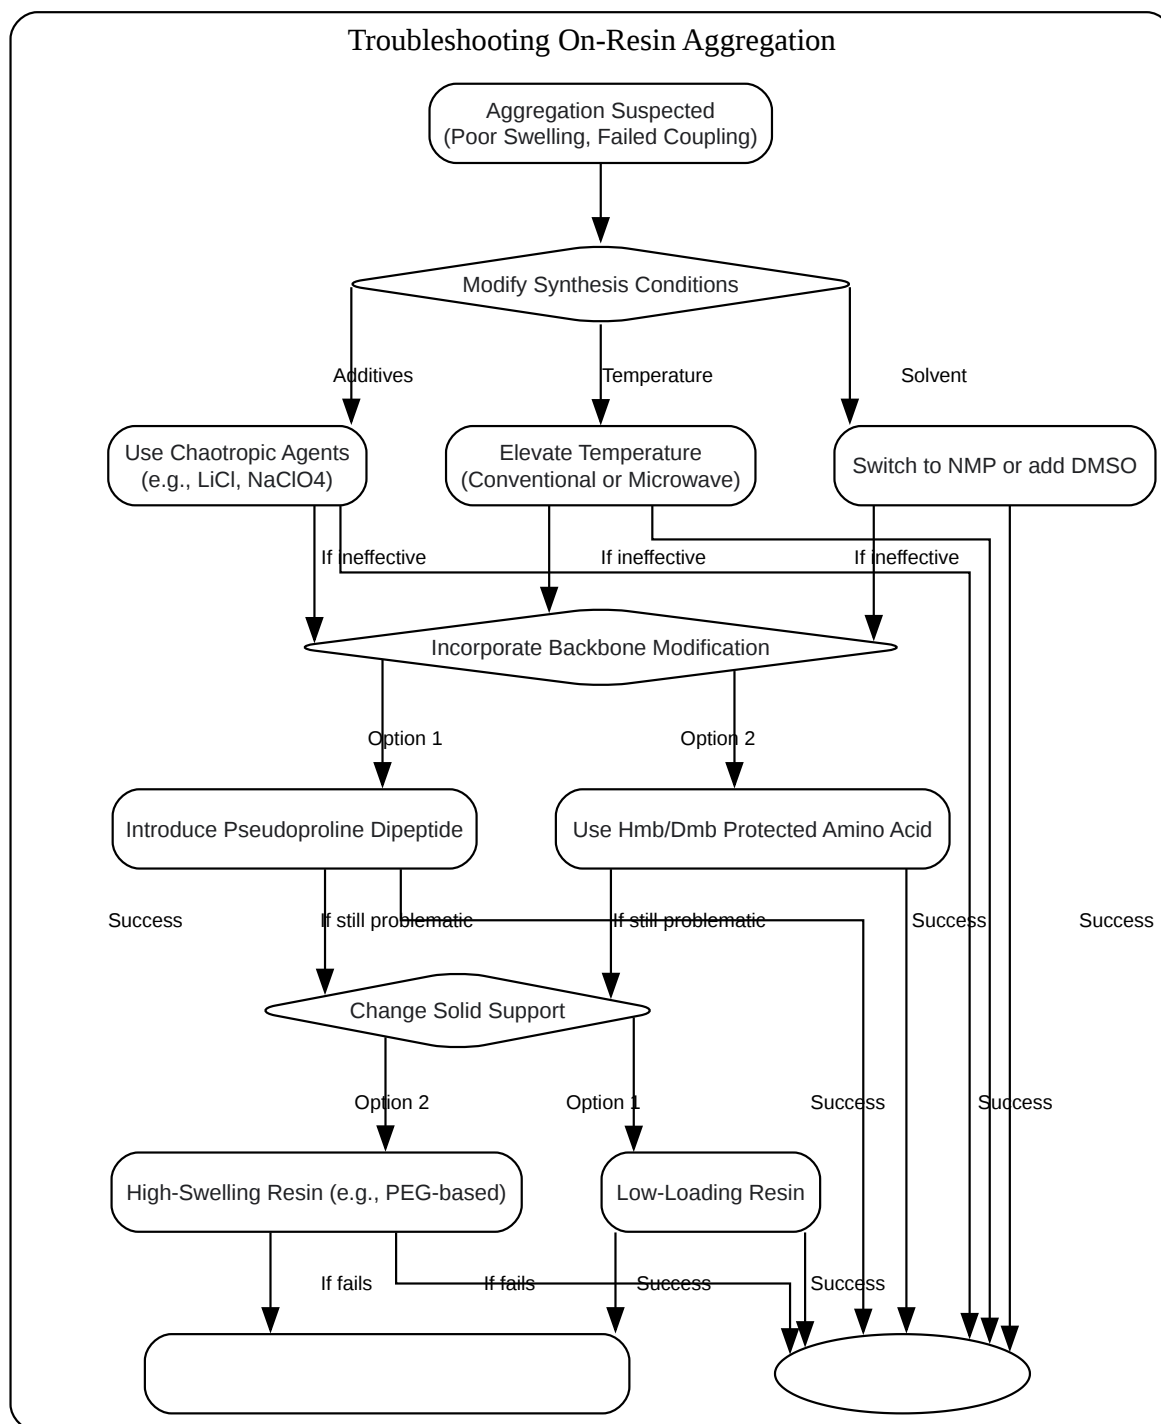 Troubleshooting On-Resin Aggregation
Aggregation Suspected
(Poor Swelling, Failed Coupling)
Modify Synthesis Conditions
Additives
Temperature
Solvent
Use Chaotropic Agents
(e.g., LiCl, NaClO4)
Elevate Temperature
(Conventional or Microwave)
Switch to NMP or add DMSO
If ineffective
If ineffective
If ineffective
Incorporate Backbone Modification
Option 1
Option 2
Introduce Pseudoproline Dipeptide
Use Hmb/Dmb Protected Amino Acid
Success
If still problematic
If still problematic
Success
Success
Change Solid Support
Option 2
Option 1
Success
Success
High-Swelling Resin (e.g., PEG-based)
Low-Loading Resin
If fails
If fails
Success
Success